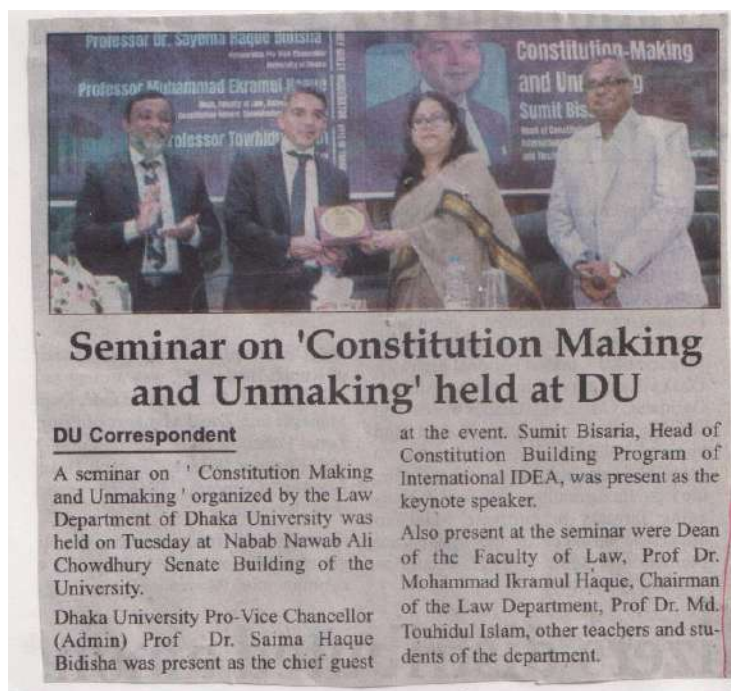 Professor Dr. Sayema Haque Bidisha
University of Dhaka
Professor Muhammad Ekramul Haque
Professor Towhidul
Constitution-Making
and
Sumit
Seminar on 'Constitution Making
and Unmaking' held at DU
DU Correspondent
A seminar on ' Constitution Making
and Unmaking ' organized by the Law
Department of Dhaka University was
held on Tuesday at Nabab Nawab Ali
Chowdhury Senate Building of the
University.
Dhaka University Pro-Vice Chancellor
(Admin) Prof Dr. Saima Haque
Bidisha was present as the chief guest
at the event. Sumit Bisaria, Head of
Constitution Building Program of
International IDEA, was present as the
keynote speaker.
Also present at the seminar were Dean
of the Faculty of Law, Prof Dr.
Mohammad Ikramul Haque, Chairman
of the Law Department, Prof Dr. Md.
Touhidul Islam, other teachers and stu-
dents of the department.